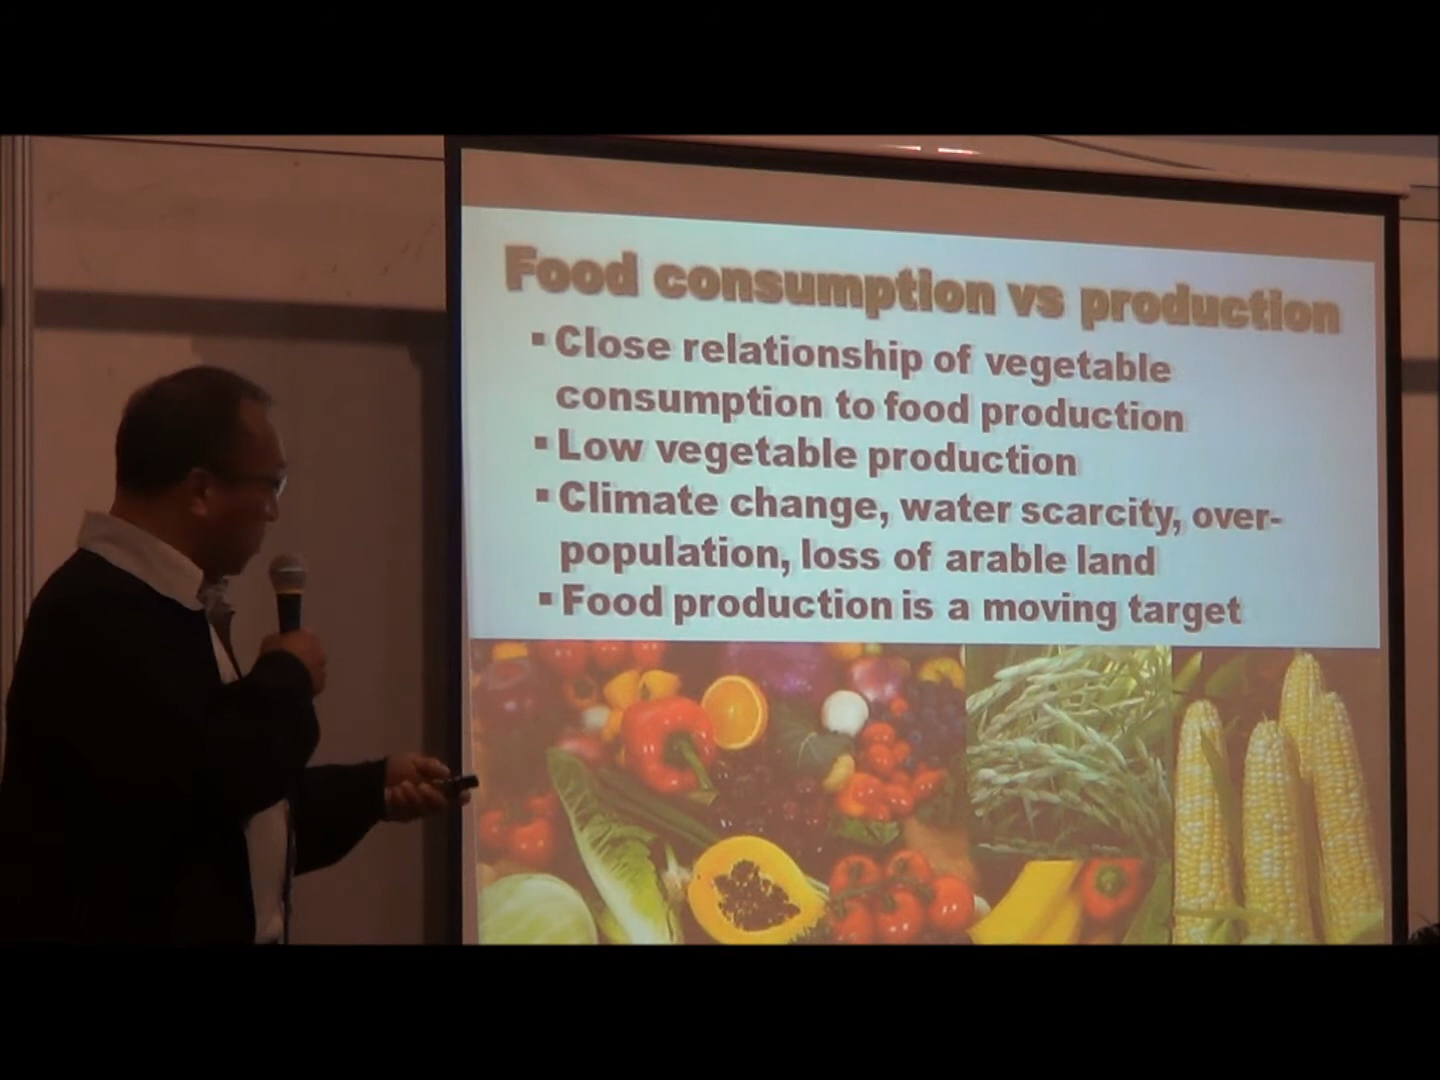 Food consumption vs production
▪ Close relationship of vegetable
consumption to food production
▪ Low vegetable production
▪ Climate change, water scarcity, over-
population, loss of arable land
▪ Food production is a moving target